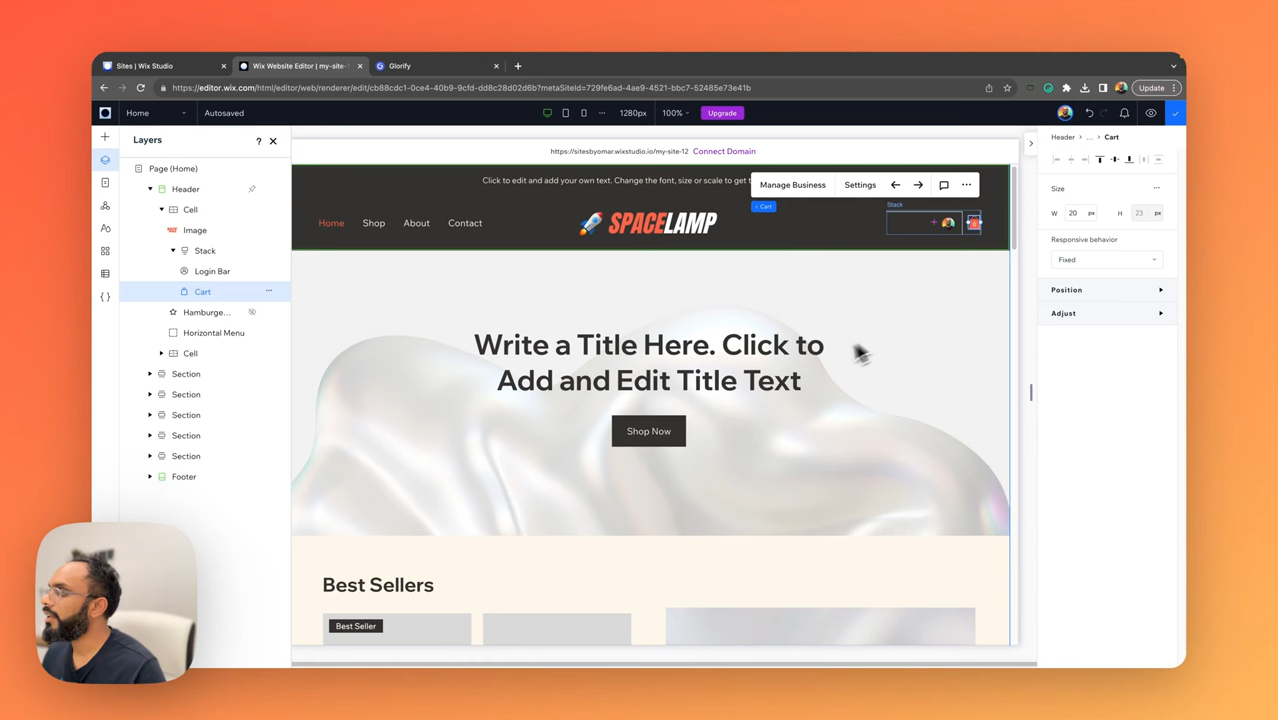 Sites | Wix Studio
Wix Website Editor | my-site-
Glorify
https://editor.wix.com/html/editor/web/renderer/edit/cb88cdc1-0ce4-40b9-9cfd-dd8c28d02d6b?metaSiteId=729fe6ad-4ae9-4521-bbc7-52485e73e41b
Update
Home
Autosaved
1280px
100%
Upgrade
Layers
?
Page (Home)
Header
Cell
Image
Stack
Login Bar
Cart
Hamburge...
Horizontal Menu
Cell
Section
Section
Section
Section
Section
Footer
https://sitesbyomar.wixstudio.io/my-site-12 Connect Domain
Click to edit and add your own text. Change the font, size or scale to get t
Manage Business
Settings
Cart
Stack
Home
Shop
About
Contact
SPACELAMP
Write a Title Here. Click to
Add and Edit Title Text
Shop Now
Best Sellers
Best Seller
Header
...
Cart
Size
W
20
px
H
23
px
Responsive behavior
Fixed
Position
Adjust